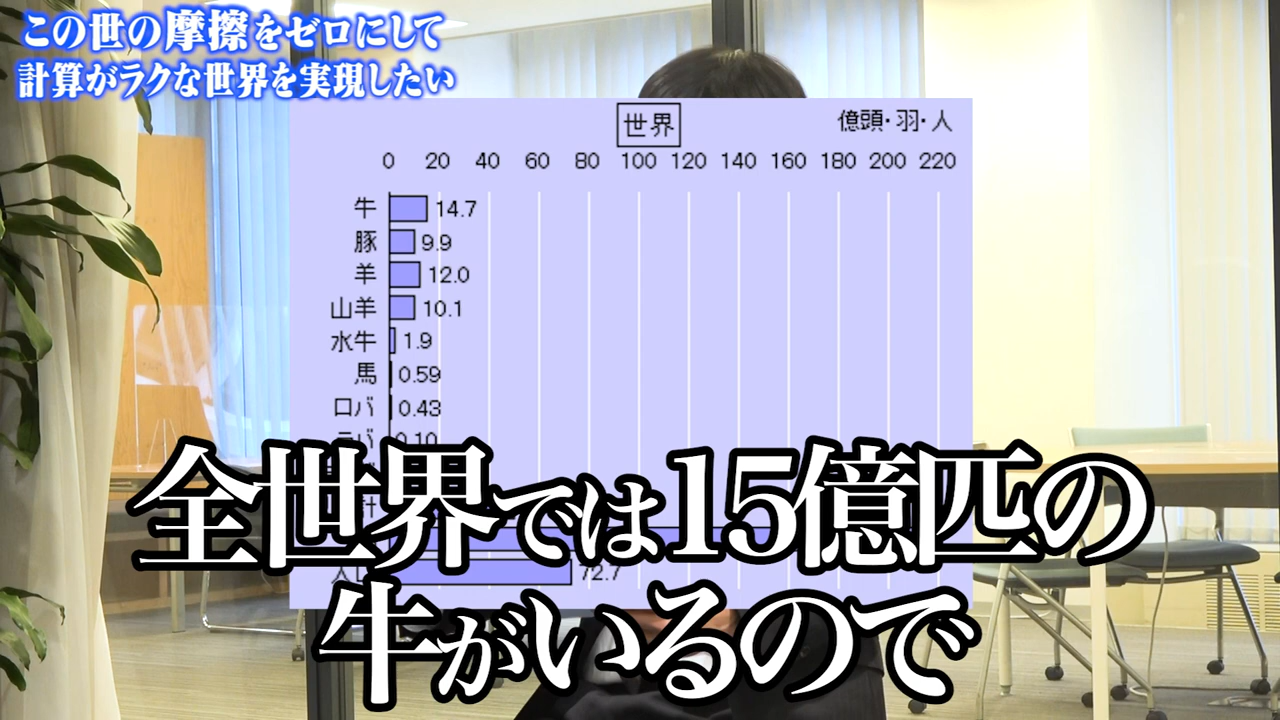 この世の摩擦をゼロにして
計算がラクな世界を実現したい
世界
億頭・羽・人
0 20 40 60 80 100 120 140 160 180 200 220
牛 14.7
豚 9.9
羊 12.0
山羊 10.1
水牛 1.9
馬 0.59
ロバ 0.43
0.10
計
72.7
全世界では15億匹の
牛がいるので